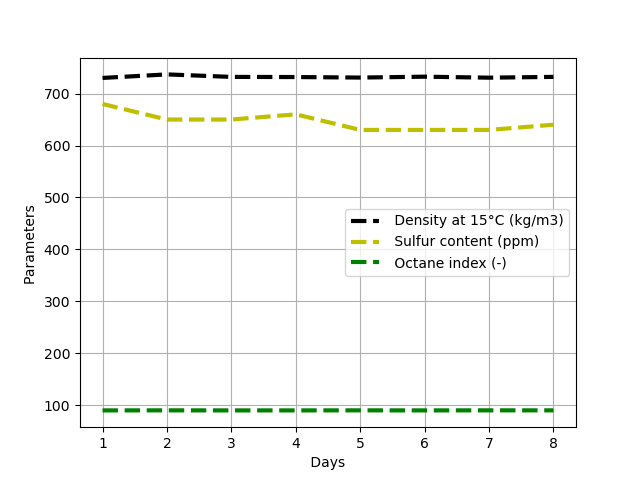 700
600
500
400
300
200
100
Parameters
Density at 15°C (kg/m3)
Sulfur content (ppm)
Octane index (-)
1 2 3 4 5 6 7 8
Days